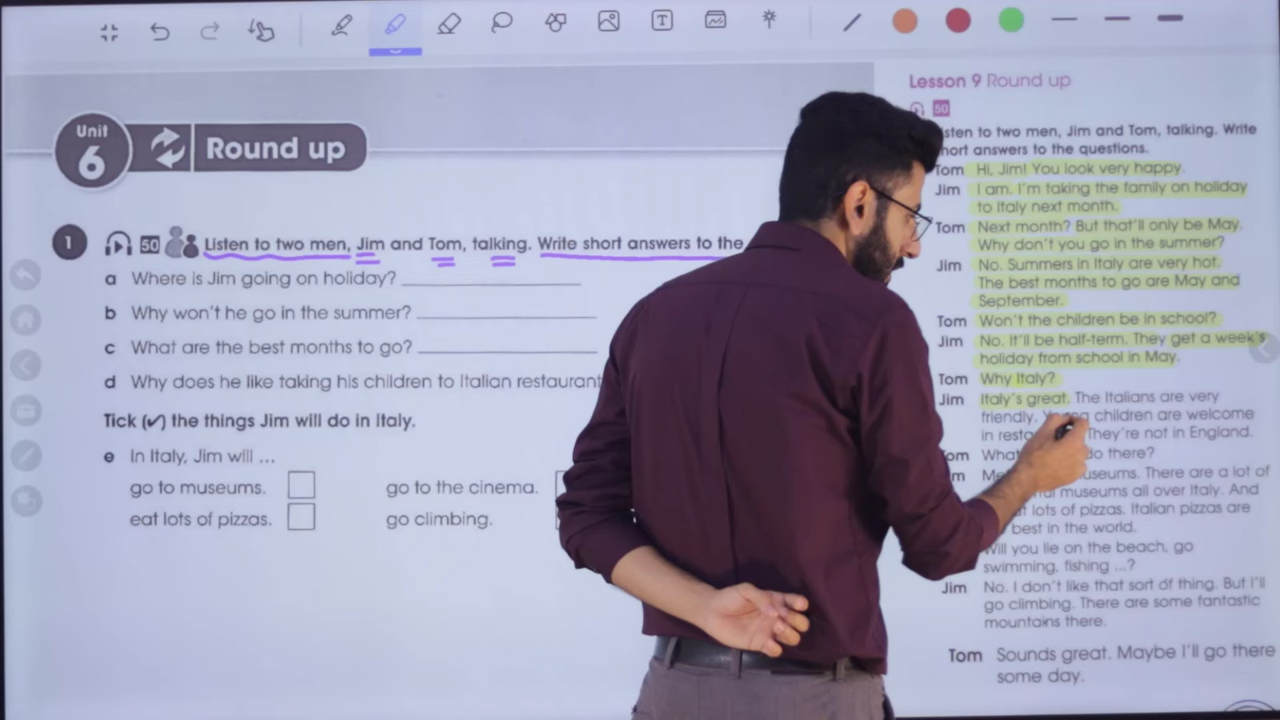 Unit
6
Round up
1
50
Listen to two men, Jim and Tom, talking. Write short answers to the
a Where is Jim going on holiday?
b Why won't he go in the summer?
c What are the best months to go?
d Why does he like taking his children to Italian restaurant
Tick (✔) the things Jim will do in Italy.
e In Italy, Jim will ...
go to museums. go to the cinema.
eat lots of pizzas. go climbing.
Lesson 9 Round up
50
sten to two men, Jim and Tom, talking. Write
hort answers to the questions.
Tom Hi, Jim! You look very happy.
Jim I am. I'm taking the family on holiday
to Italy next month.
Tom Next month? But that'll only be May.
Why don't you go in the summer?
Jim No. Summers in Italy are very hot.
The best months to go are May and
September.
Tom Won't the children be in school?
Jim No. It'll be half-term. They get a week's
holiday from school in May.
Tom Why Italy?
Jim Italy's great. The Italians are very
friendly. children are welcome
in They're not in England.
om What do there?
m useums. There are a lot of
museums all over Italy. And
lots of pizzas. Italian pizzas are
best in the world.
Will you lie on the beach, go
swimming, fishing ...?
Jim No. I don't like that sort of thing. But I'll
go climbing. There are some fantastic
mountains there.
Tom Sounds great. Maybe I'll go there
some day.